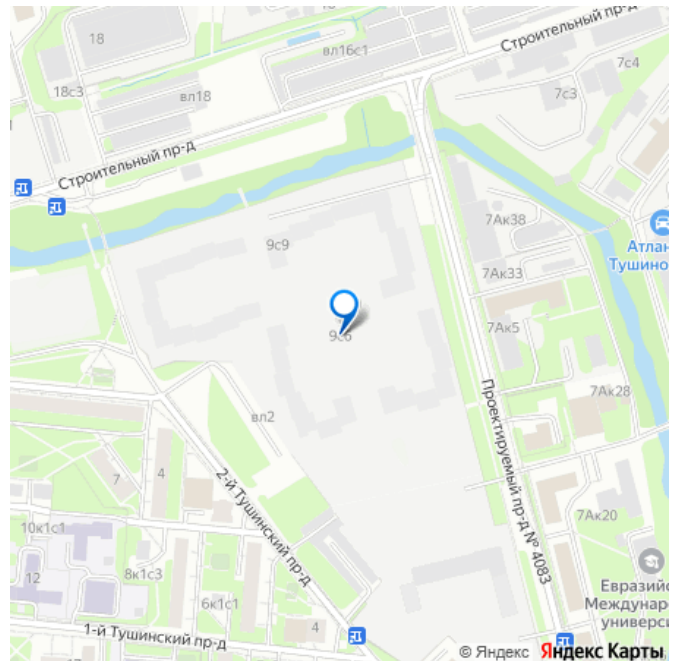 18
вл16с1
Строительный пр-д
7с4
18с3
вл18
7с3
Строительный пр-д
7Ак38
Атлан
Тушино
9с9
7Ак33
9с6
7Ак5
7Ак28
вл2
Проектируемый пр-д № 4083
7
4
2-й Тушинский пр-д
10к1с1
7Ак20
12
8к1с3
Евразийс
Междунар
универси
6к1с1
4
1-й Тушинский пр-д
© Яндекс Яндекс Карты